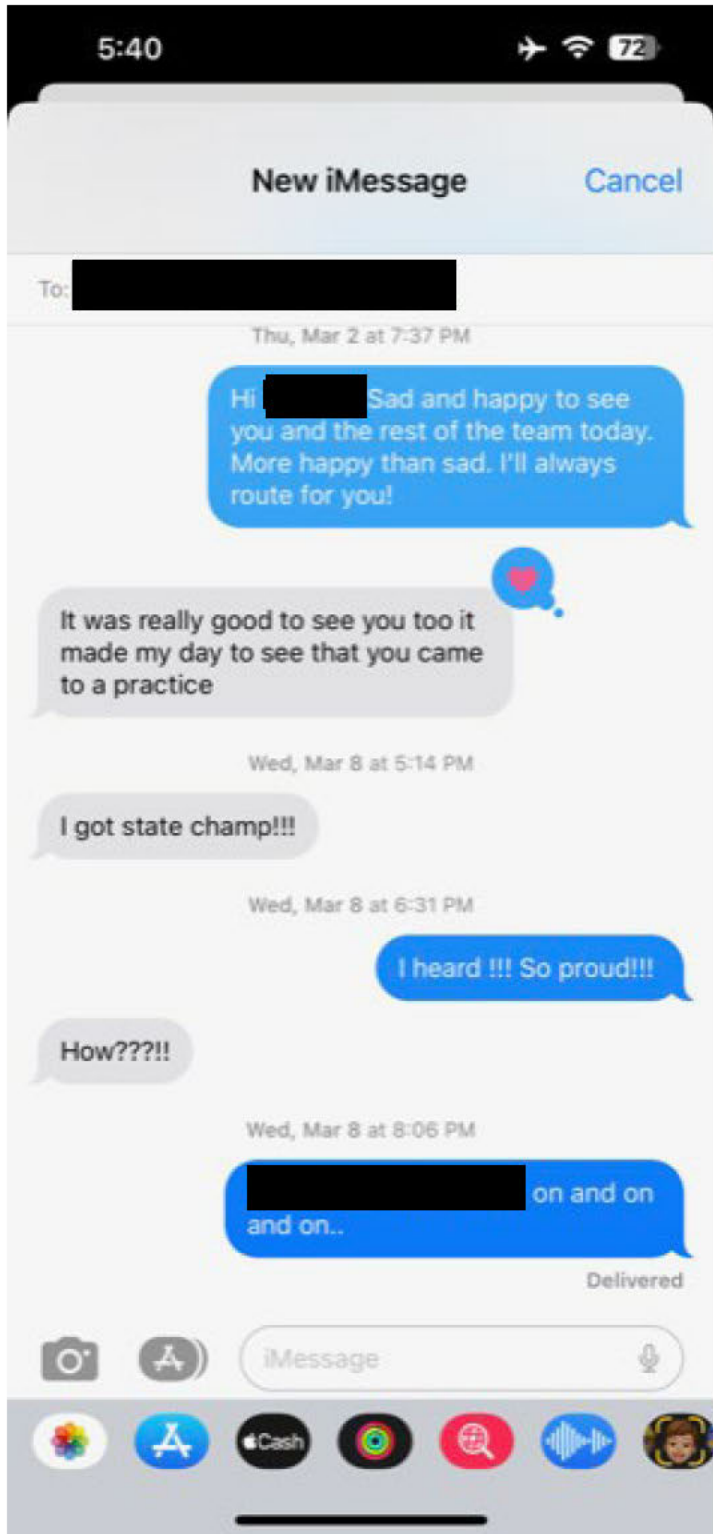 5:40
72
New iMessage
Cancel
To:
Thu, Mar 2 at 7:37 PM
Hi Sad and happy to see
you and the rest of the team today.
More happy than sad. I'll always
route for you!
It was really good to see you too it
made my day to see that you came
to a practice
Wed, Mar 8 at 5:14 PM
I got state champ!!!
Wed, Mar 8 at 6:31 PM
I heard !!! So proud!!!
How???!!
Wed, Mar 8 at 8:06 PM
on and on
and on..
Delivered
iMessage
Cash